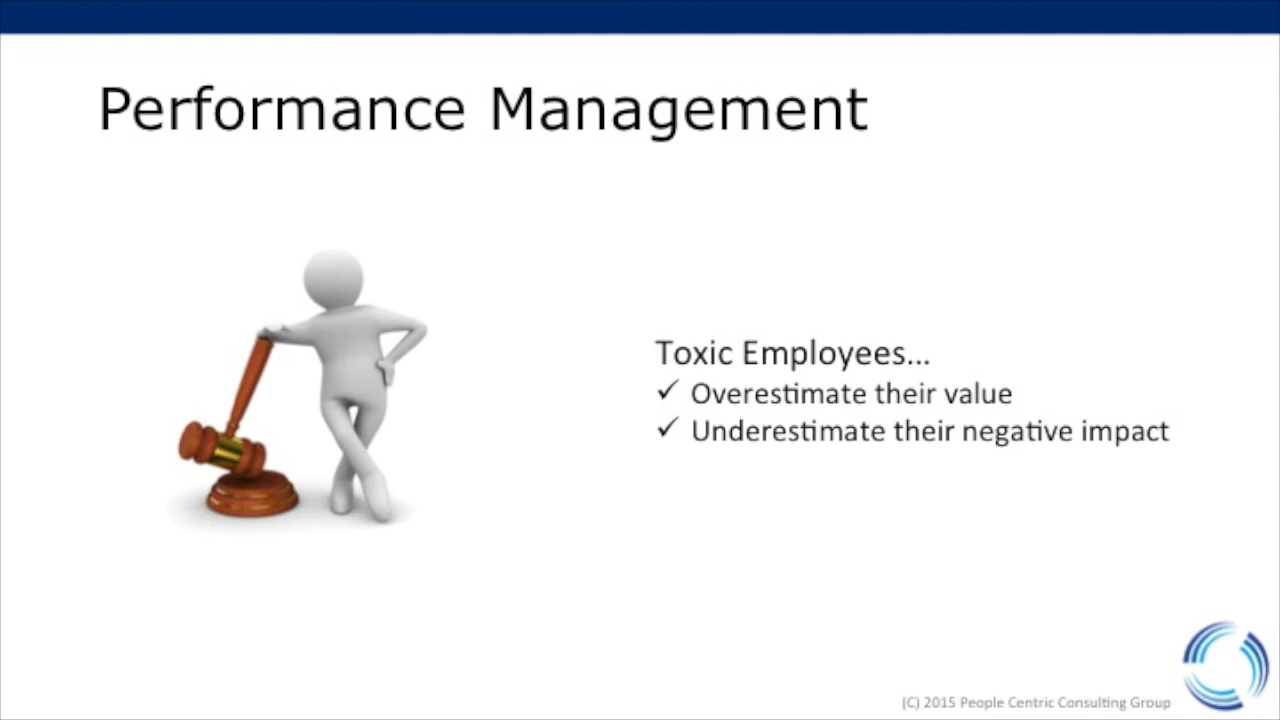 Performance Management
Toxic Employees...
✓ Overestimate their value
✓ Underestimate their negative impact
(C) 2015 People Centric Consulting Group